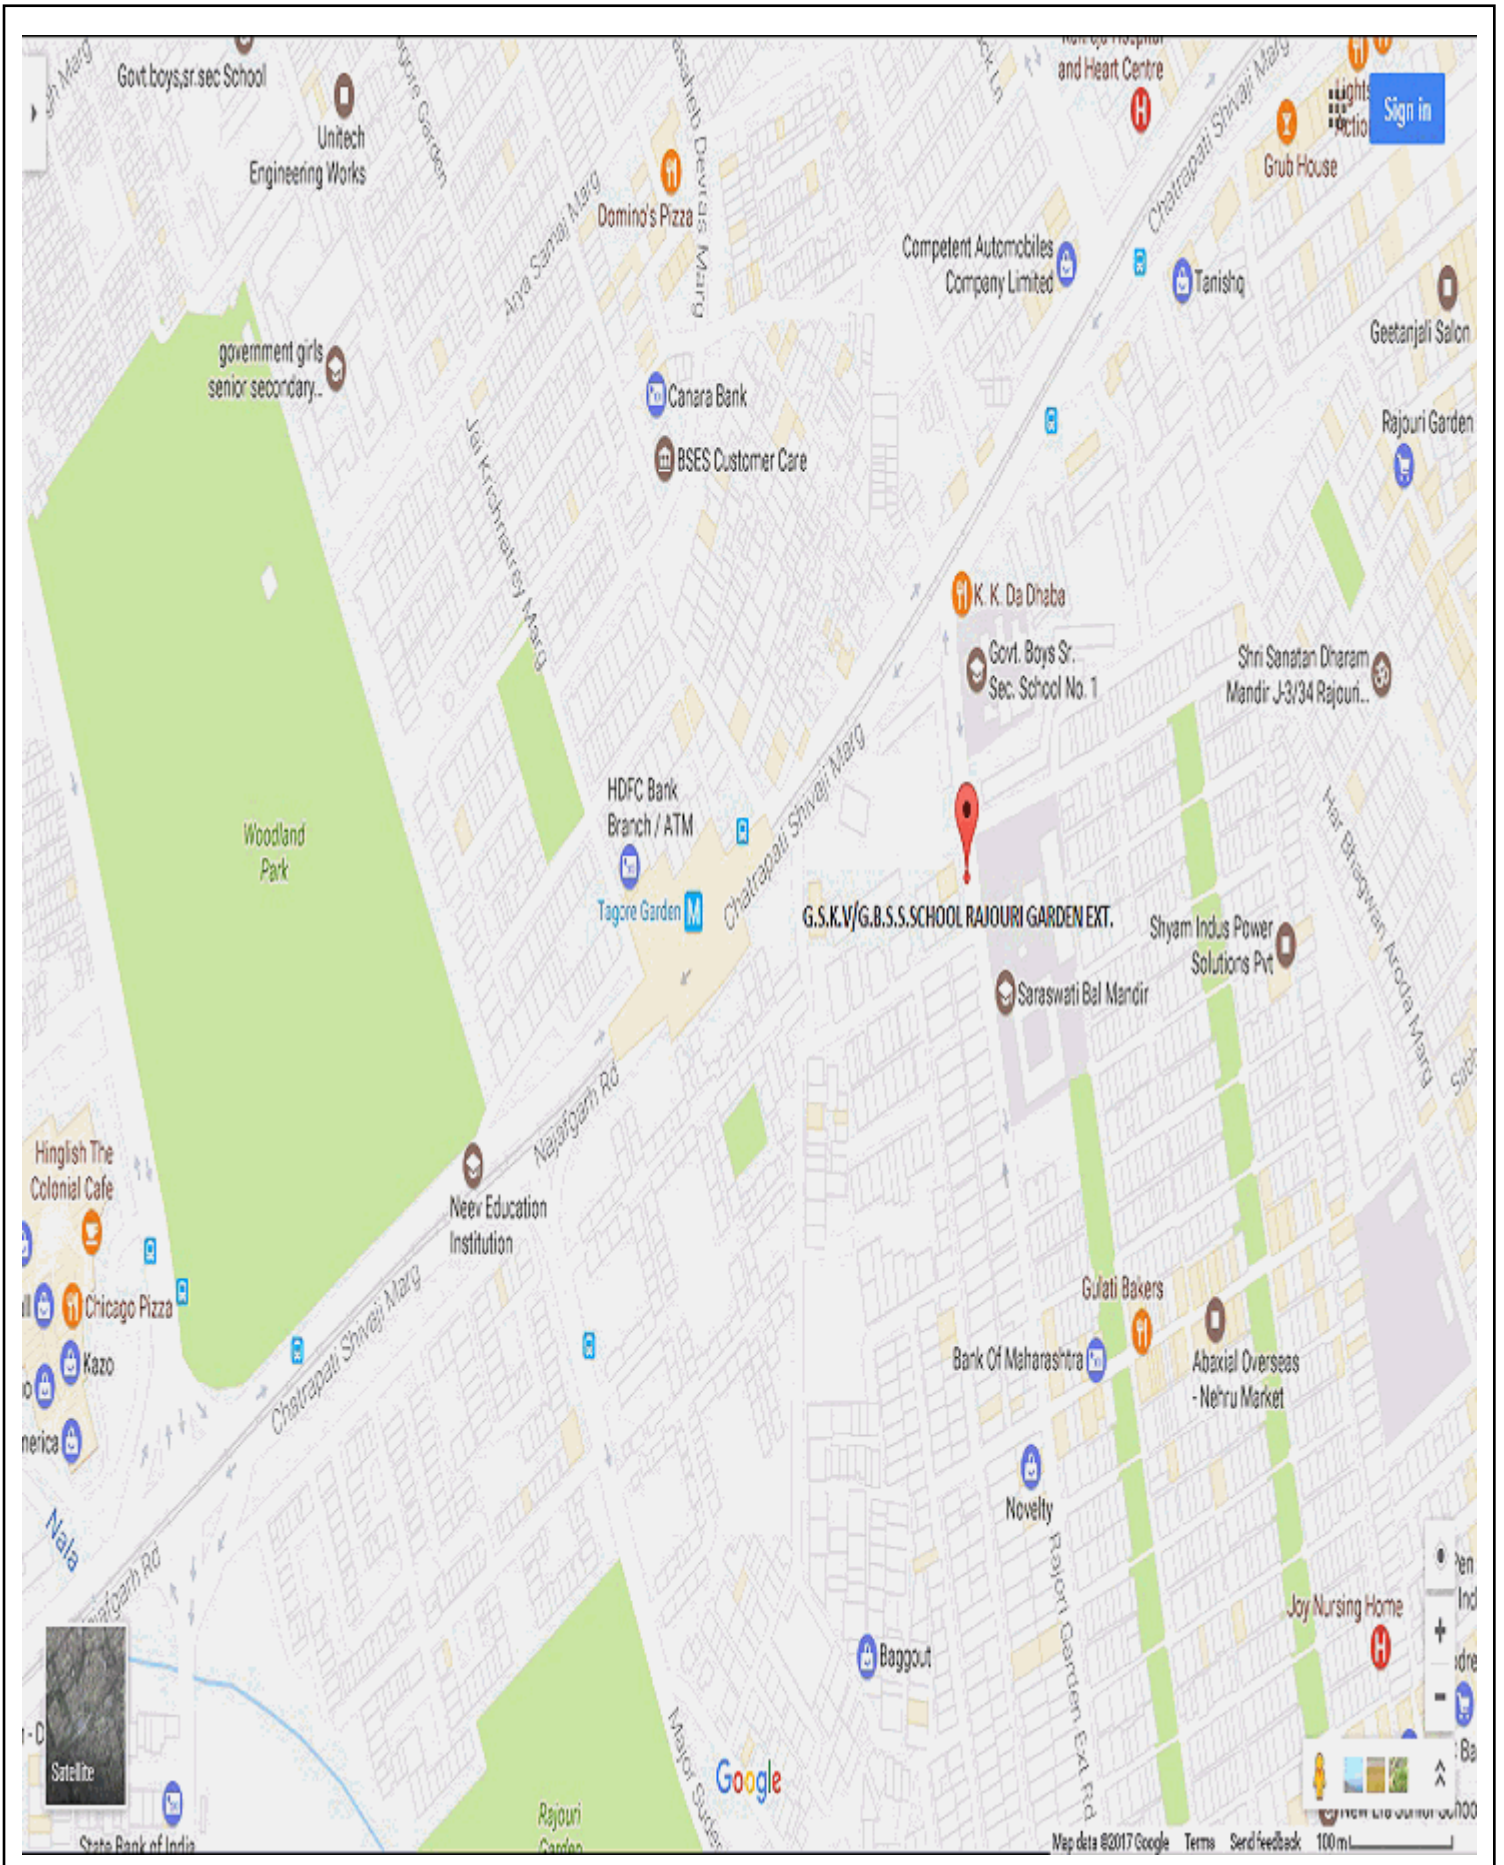 Govt.boys,sr.sec School
Unitech
Engineering Works
Domino's Pizza
Arya Samaj Marg
and Heart Centre
Chatrapati Shivaji Marg
Sign in
Grub House
Competent Automobiles
Company Limited
Tanishq
Geetanjali Salon
government girls
senior secondary...
Canara Bank
BSES Customer Care
Jai Krishnatrey Marg
Rajouri Garden
K. K. Da Dhaba
Govt. Boys Sr.
Sec. School No. 1
Shri Sanatan Dharam
Mandir J-3/34 Rajouri...
HDFC Bank
Branch / ATM
Woodland
Park
Tagore Garden
M
Chatrapati Shivaji Marg
G.S.K.V/G.B.S.S.SCHOOL RAJOURI GARDEN EXT.
Har Bhagwan Aroda Marg
Shyam Indus Power
Solutions Pvt
Saraswati Bal Mandir
Najafgarh Rd
Hinglish The
Colonial Cafe
Neev Education
Institution
Chicago Pizza
Kazo
Chatrapati Shivaji Marg
Gulati Bakers
Bank Of Maharashtra
Abaxial Overseas
- Nehru Market
Novelty
Nala
Rajori Garden Ext Rd
Joy Nursing Home
Baggout
Satellite
Google
Rajouri
Garden
State Bank of India
Map data ©2017 Google Terms Send feedback 100 m